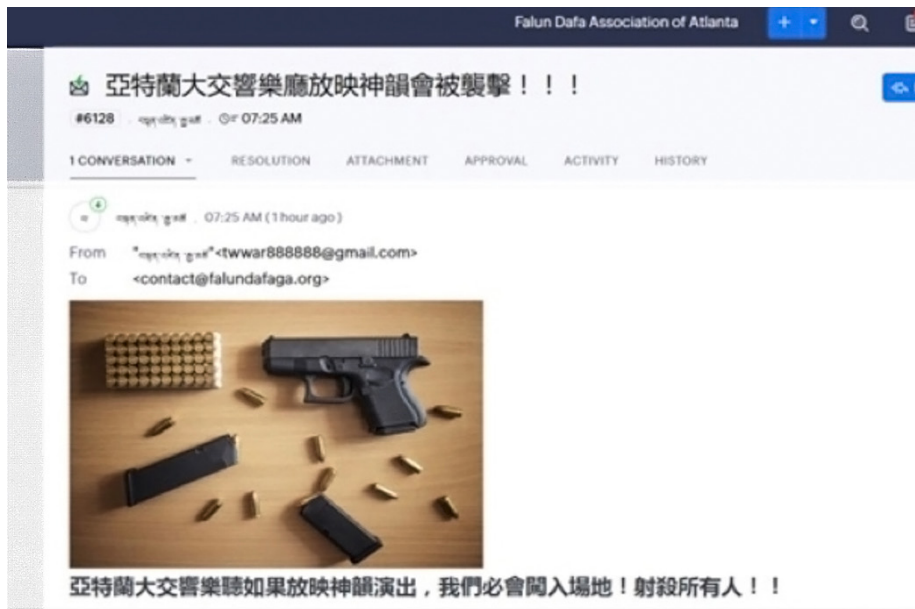 Falun Dafa Association of Atlanta
亞特蘭大交響樂廳放映神韻會被襲擊！！！
#6128 07:25 AM
1 CONVERSATION RESOLUTION ATTACHMENT APPROVAL ACTIVITY HISTORY
07:25 AM (1 hour ago)
From <twwar888888@gmail.com>
To <contact@falundafaga.org>
亞特蘭大交響樂聽如果放映神韻演出，我們必會闖入場地！射殺所有人！！